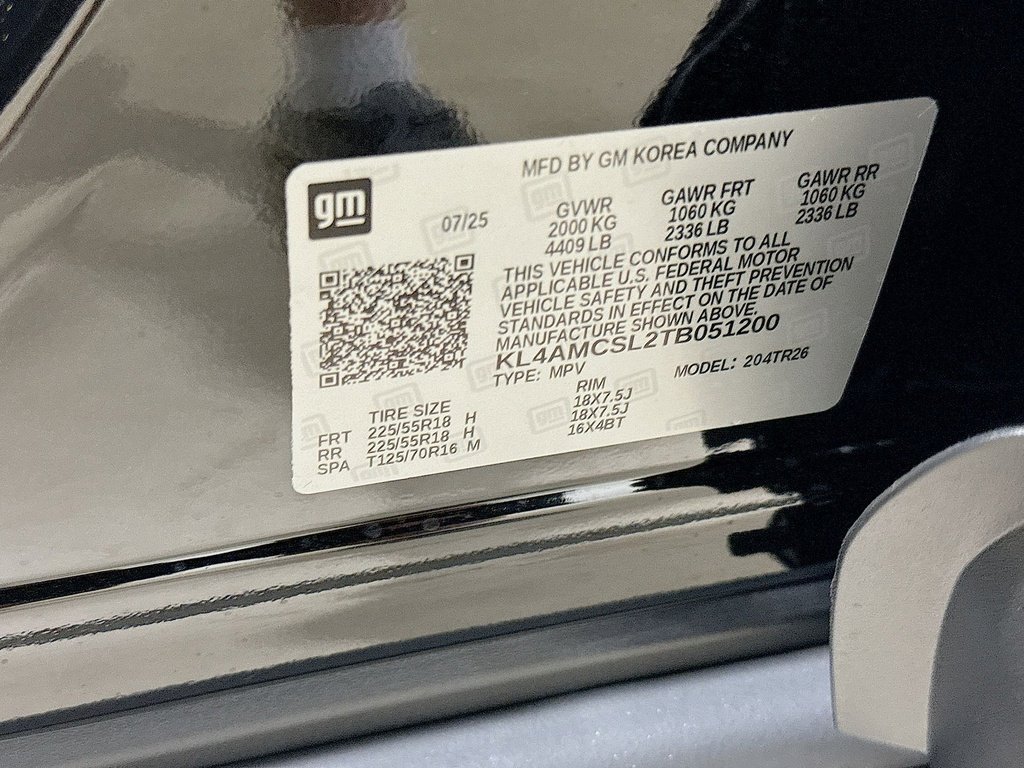 MFD BY GM KOREA COMPANY
gm
07/25
GVWR GAWR FRT GAWR RR
2000 KG 1060 KG 1060 KG
4409 LB 2336 LB 2336 LB
THIS VEHICLE CONFORMS TO ALL
APPLICABLE U.S. FEDERAL MOTOR
VEHICLE SAFETY AND THEFT PREVENTION
STANDARDS IN EFFECT ON THE DATE OF
MANUFACTURE SHOWN ABOVE.
KL4AMCSL2TB051200
TYPE: MPV MODEL: 204TR26
TIRE SIZE RIM
FRT 225/55R18 H 18X7.5J
RR 225/55R18 H 18X7.5J
SPA T125/70R16 M 16X4BT